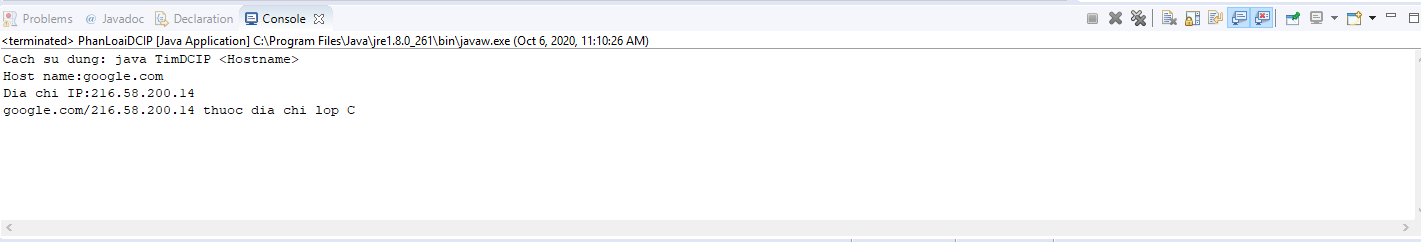 Problems @ Javadoc Declaration Console
<terminated> PhanLoaiDCIP [Java Application] C:\Program Files\Java\jre1.8.0_261\bin\javaw.exe (Oct 6, 2020, 11:10:26 AM)
Cach su dung: java TimDCIP <Hostname>
Host name:google.com
Dia chi IP:216.58.200.14
google.com/216.58.200.14 thuoc dia chi lop C